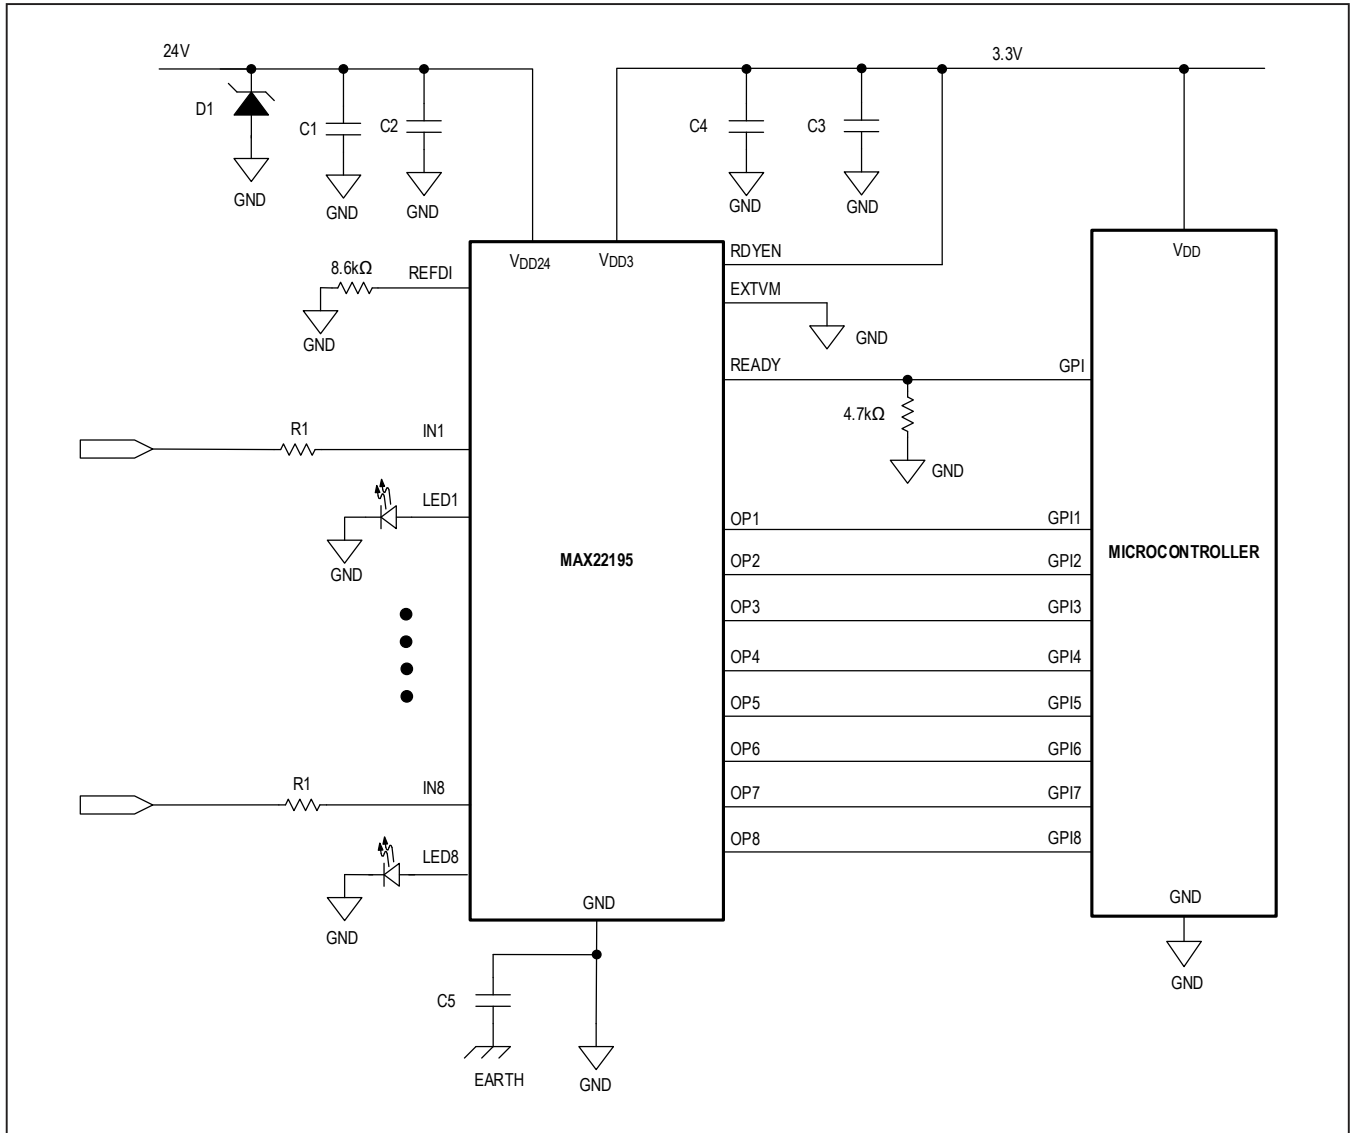 24V
3.3V
D1
C1
C2
C4
C3
GND
GND
GND
GND
GND
VDD24
VDD3
RDYEN
VDD
8.6kΩ
REFDI
EXTVM
GND
GND
READY
GPI
4.7kΩ
R1
IN1
GND
LED1
OP1
GPI1
GND
MAX22195
OP2
GPI2
MICROCONTROLLER
OP3
GPI3
OP4
GPI4
OP5
GPI5
OP6
GPI6
R1
IN8
OP7
GPI7
LED8
OP8
GPI8
GND
GND
GND
C5
GND
EARTH
GND